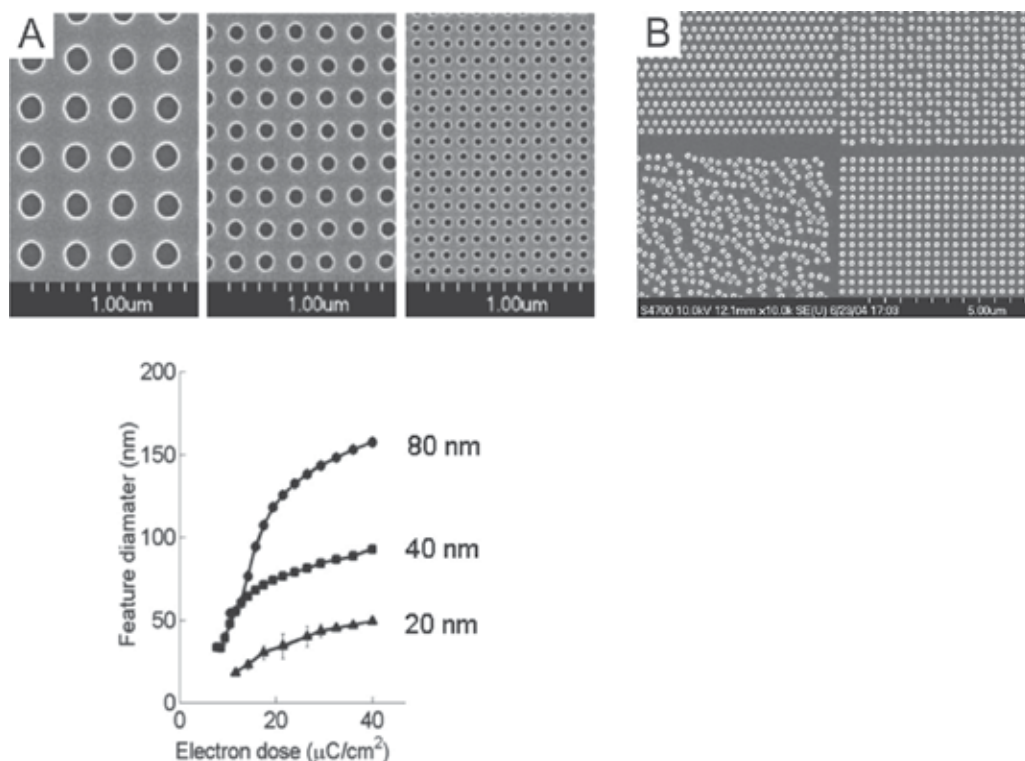 A
B
1.00um
1.00um
1.00um
S4700 10.0kV 12.1mm x10.0k SE(U) 6/23/04 17:03
5.00um
200
150
100
50
0
Feature diamater (nm)
80 nm
40 nm
20 nm
0
20
40
Electron dose (μC/cm²)